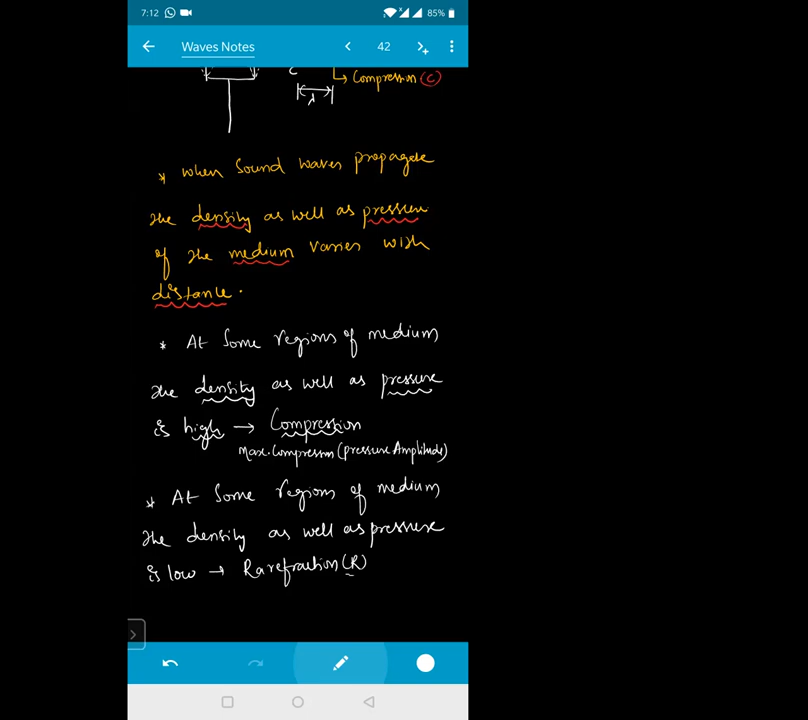 7:12 85%
Waves Notes 42
C
Compression (C)
λ
* When Sound waves propagate
the density as well as pressure
of the medium varies with
distance.
* At Some regions of medium
the density as well as pressure
is high → Compression
Max.Compression (pressure Amplitude)
* At Some regions of medium
the density as well as pressure
is low → Rarefraction (R)